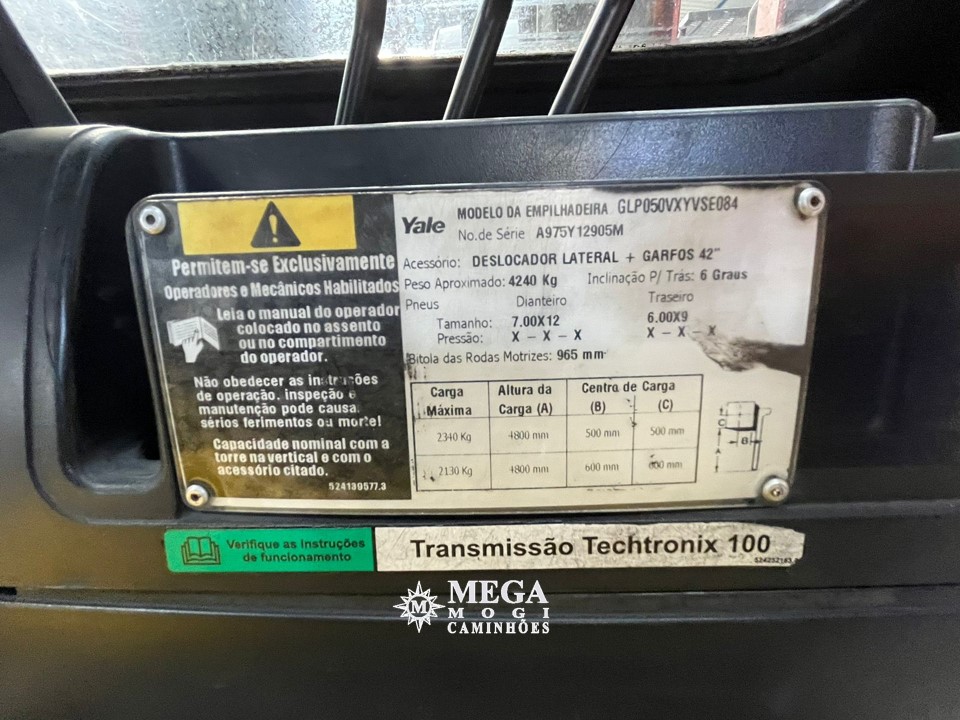 Permitem-se Exclusivamente
Operadores e Mecânicos Habilitados
Leia o manual do operador
colocado no assento
ou no compartimento
do operador.
Não obedecer as instruções
de operação, inspeção e
manutenção pode causa
sérios ferimentos ou morte!
Capacidade nominal com a
torre na vertical e com o
acessório citado.
524139577.3
Yale MODELO DA EMPILHADEIRA GLP050VXYVSE084
No.de Série A975Y12905M
Acessório: DESLOCADOR LATERAL + GARFOS 42"
Peso Aproximado: 4240 Kg Inclinação P/ Trás: 6 Graus
Pneus Dianteiro Traseiro
Tamanho: 7.00X12 6.00X9
Pressão: X - X - X X - X - X
Bitola das Rodas Motrizes: 965 mm
Carga Máxima Altura da Carga (A) Centro de Carga (B) (C)
2340 Kg 4800 mm 500 mm 500 mm
2130 Kg 4800 mm 600 mm 600 mm
C
B
A
Verifique as Instruções
de funcionamento
Transmissão Techtronix 100
M MEGA
MOGI
CAMINHÕES